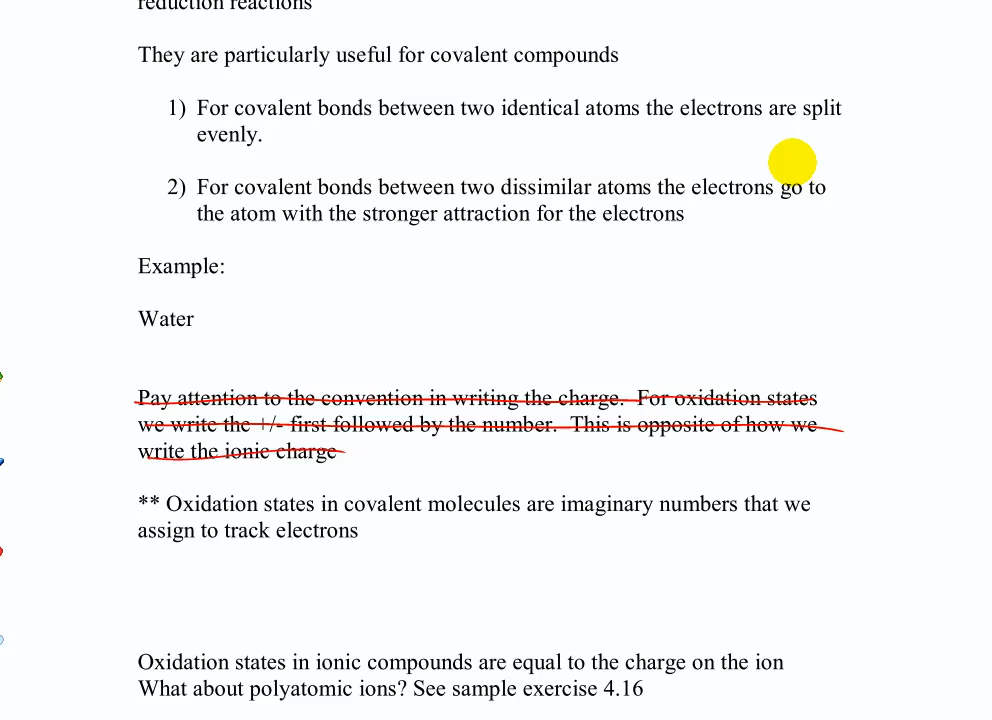 reduction reactions
They are particularly useful for covalent compounds
1) For covalent bonds between two identical atoms the electrons are split
evenly.
2) For covalent bonds between two dissimilar atoms the electrons go to
the atom with the stronger attraction for the electrons
Example:
Water
Pay attention to the convention in writing the charge. For oxidation states
we write the +/- first followed by the number. This is opposite of how we
write the ionic charge
** Oxidation states in covalent molecules are imaginary numbers that we
assign to track electrons
Oxidation states in ionic compounds are equal to the charge on the ion
What about polyatomic ions? See sample exercise 4.16